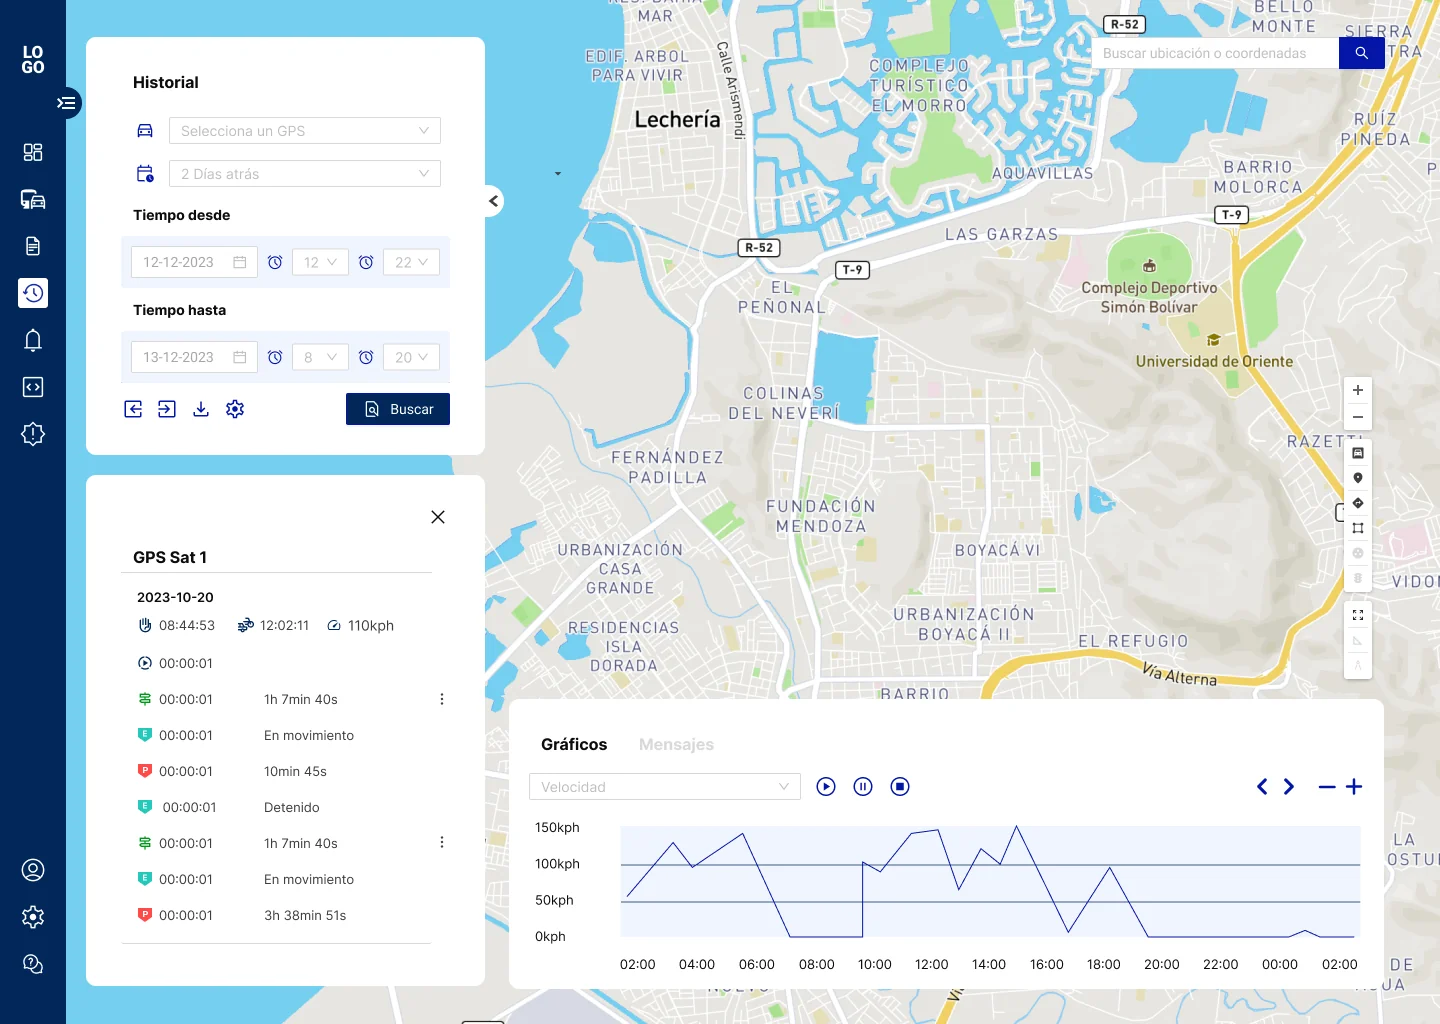 LO
GO
Historial
Selecciona un GPS
2 Días atrás
Tiempo desde
12-12-2023
12
22
Tiempo hasta
13-12-2023
8
20
Buscar
GPS Sat 1
2023-10-20
08:44:53
12:02:11
110kph
00:00:01
00:00:01
1h 7min 40s
00:00:01
En movimiento
00:00:01
10min 45s
00:00:01
Detenido
00:00:01
1h 7min 40s
00:00:01
En movimiento
00:00:01
3h 38min 51s
Buscar ubicación o coordenadas
MAR
EDIF. ARBOL
PARA VIVIR
Calle Arismendi
Lechería
COMPLEJO
TURÍSTICO
EL MORRO
R-52
BELLO
MONTE
SIERRA
RUÍZ
PINEDA
BARRIO
MOLORCA
AQUAVILLAS
T-9
LAS GARZAS
R-52
T-9
EL
PEÑONAL
Complejo Deportivo
Simón Bolívar
Universidad de Oriente
COLINAS
DEL NEVERÍ
RAZETTI
FERNÁNDEZ
PADILLA
FUNDACIÓN
MENDOZA
URBANIZACIÓN
CASA
GRANDE
BOYACÁ VI
VIDO
RESIDENCIAS
ISLA
DORADA
URBANIZACIÓN
BOYACÁ II
EL REFUGIO
Vía Alterna
BARRIO
LA
OSTU
DE
Gráficos
Mensajes
Velocidad
150kph
100kph
50kph
0kph
02:00
04:00
06:00
08:00
10:00
12:00
14:00
16:00
18:00
20:00
22:00
00:00
02:00